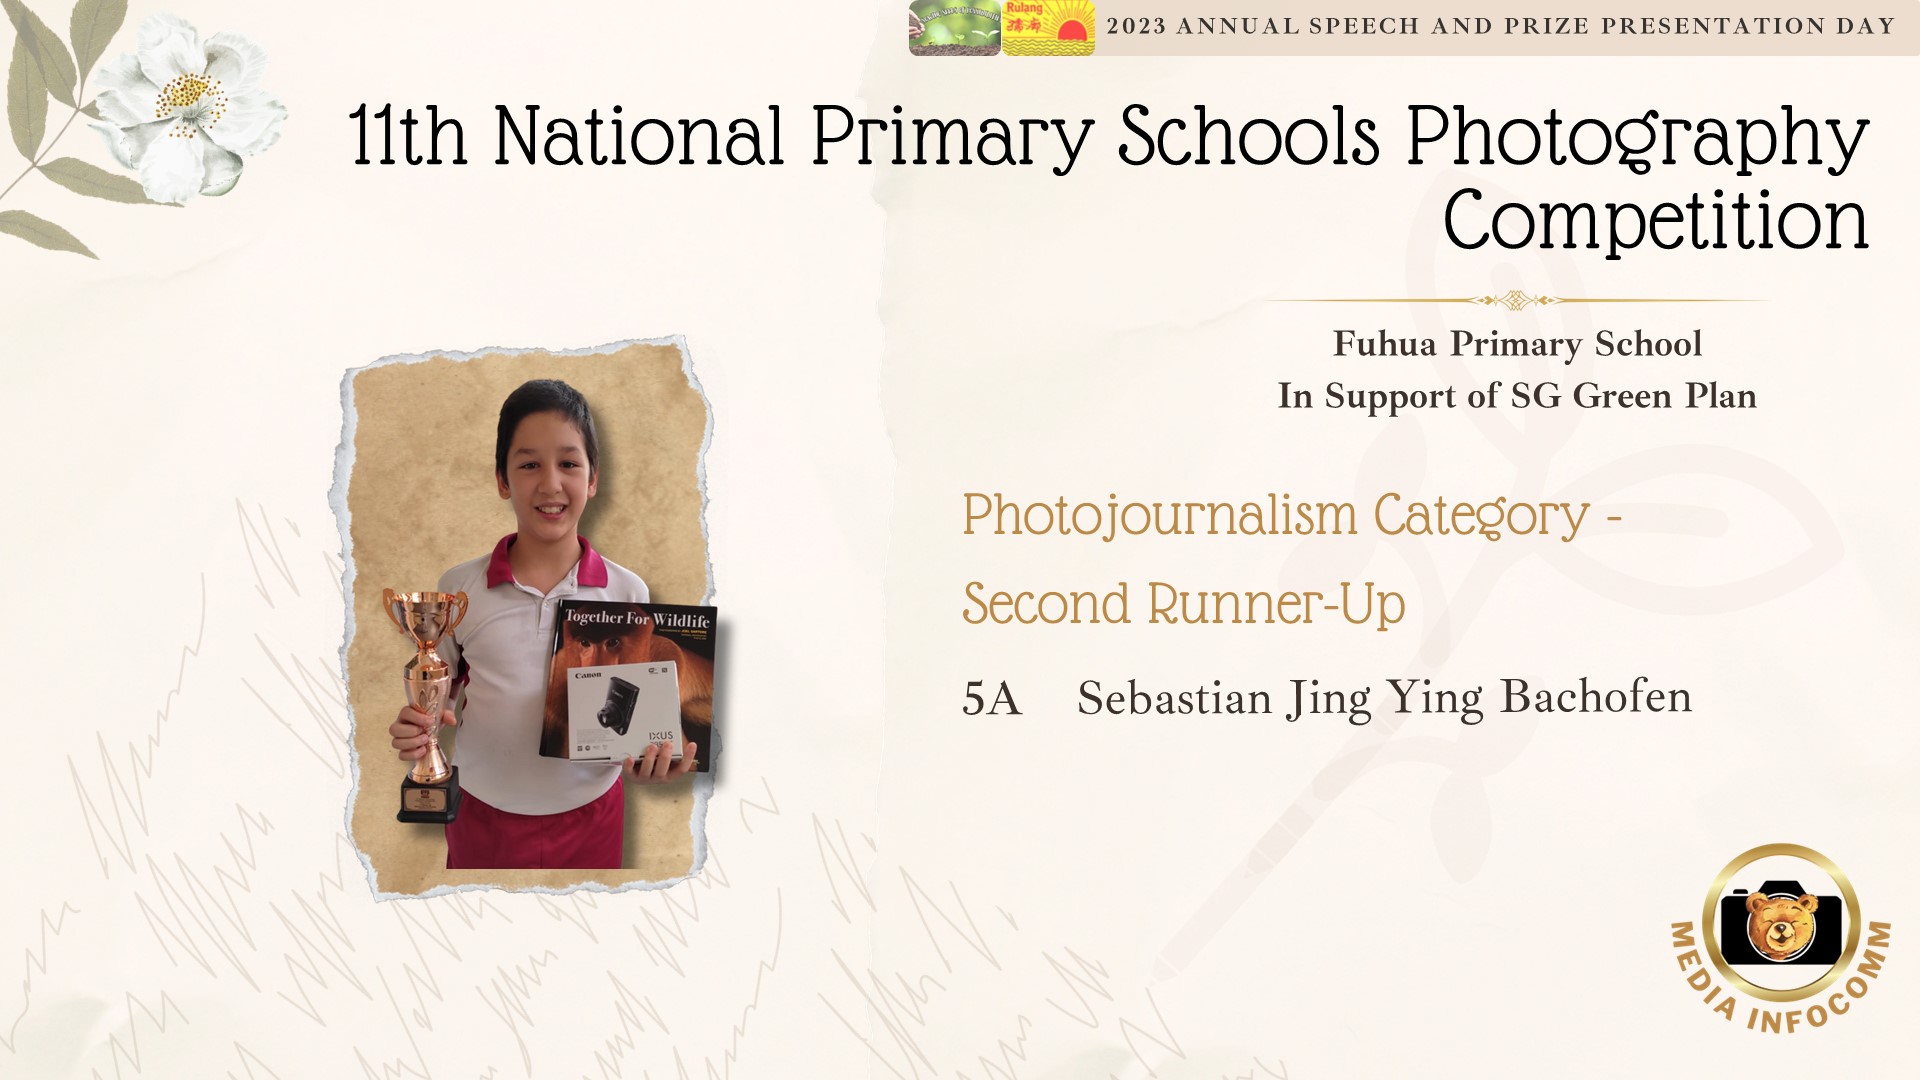 Rulang
2023 ANNUAL SPEECH AND PRIZE PRESENTATION DAY
11th National Primary Schools Photography
Competition
Fuhua Primary School
In Support of SG Green Plan
Photojournalism Category -
Second Runner-Up
5A Sebastian Jing Ying Bachofen
Together For Wildlife
Canon
IXUS
MEDIA INFOCOMM